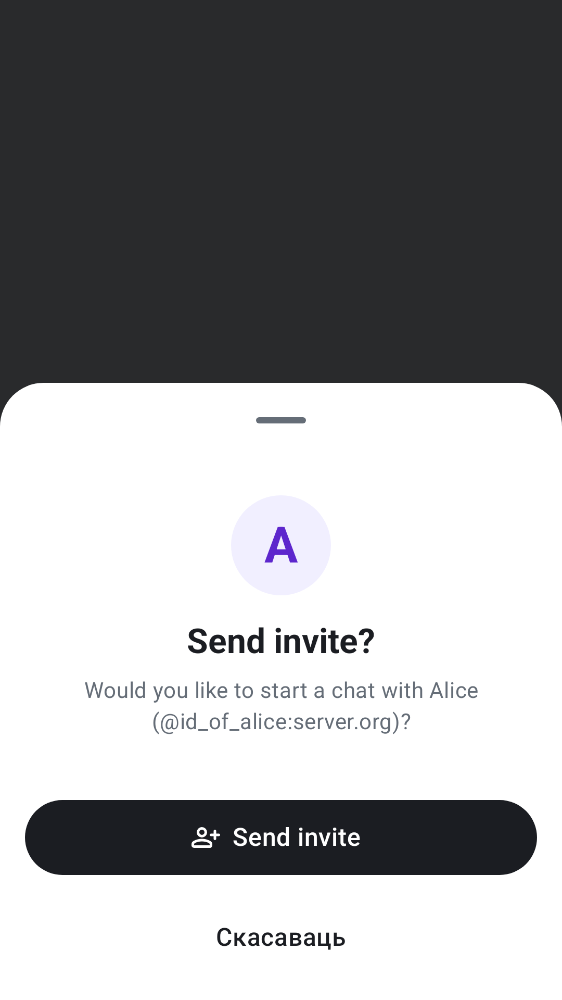 A
Send invite?
Would you like to start a chat with Alice
(@id_of_alice:server.org)?
Send invite
Скасаваць